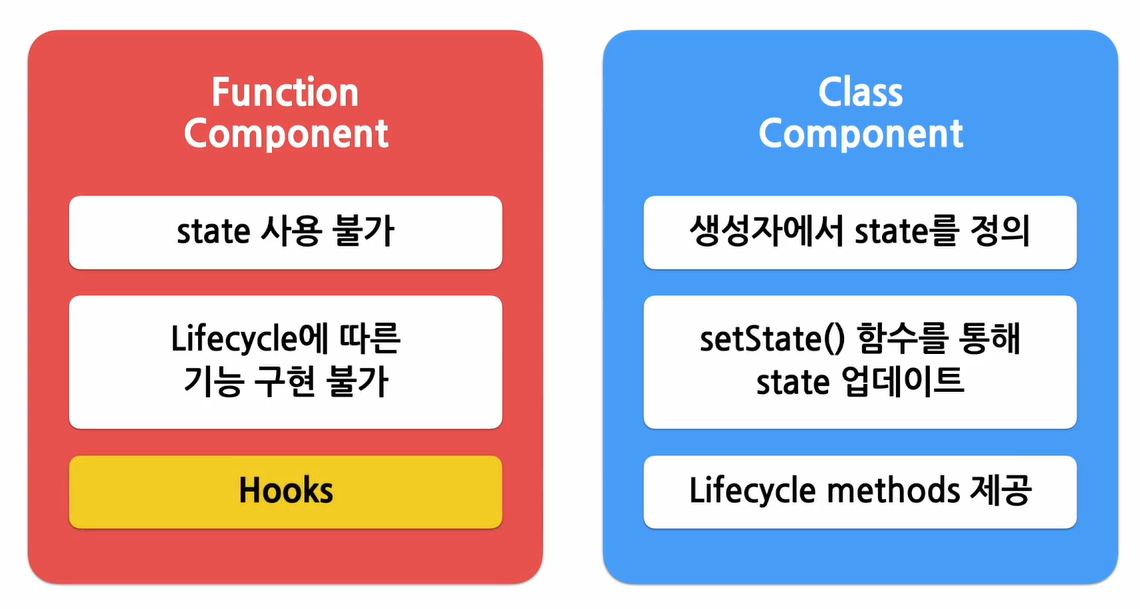 Function
Component
state 사용 불가
Lifecycle에 따른
기능 구현 불가
Hooks
Class
Component
생성자에서 state를 정의
setState() 함수를 통해
state 업데이트
Lifecycle methods 제공